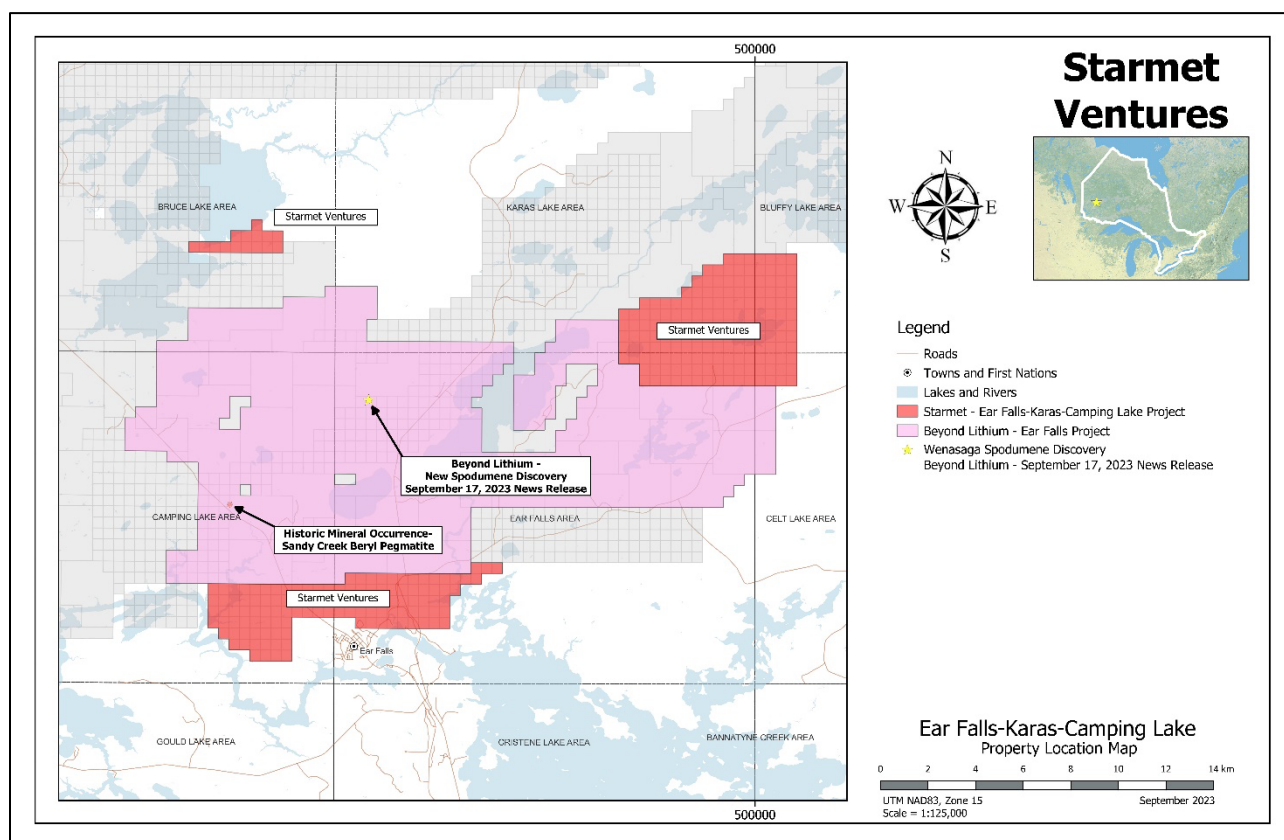 500000
Starmet
Ventures
N
W
E
S
BRUCE LAKE AREA
Starmet Ventures
KARAS LAKE AREA
BLUFFY LAKE AREA
Starmet Ventures
Legend
Roads
Towns and First Nations
Lakes and Rivers
Starmet - Ear Falls-Karas-Camping Lake Project
Beyond Lithium - Ear Falls Project
Wenasaga Spodumene Discovery
Beyond Lithium - September 17, 2023 News Release
Beyond Lithium -
New Spodumene Discovery
September 17, 2023 News Release
CAMPING LAKE AREA
EAR FALLS AREA
CELT LAKE AREA
Historic Mineral Occurrence-
Sandy Creek Beryl Pegmatite
Starmet Ventures
Ear Falls
GOULD LAKE AREA
CRISTENE LAKE AREA
BANNATYNE CREEK AREA
Ear Falls-Karas-Camping Lake
Property Location Map
0 2 4 6 8 10 12 14 km
UTM NAD83, Zone 15
September 2023
Scale = 1:125,000
500000